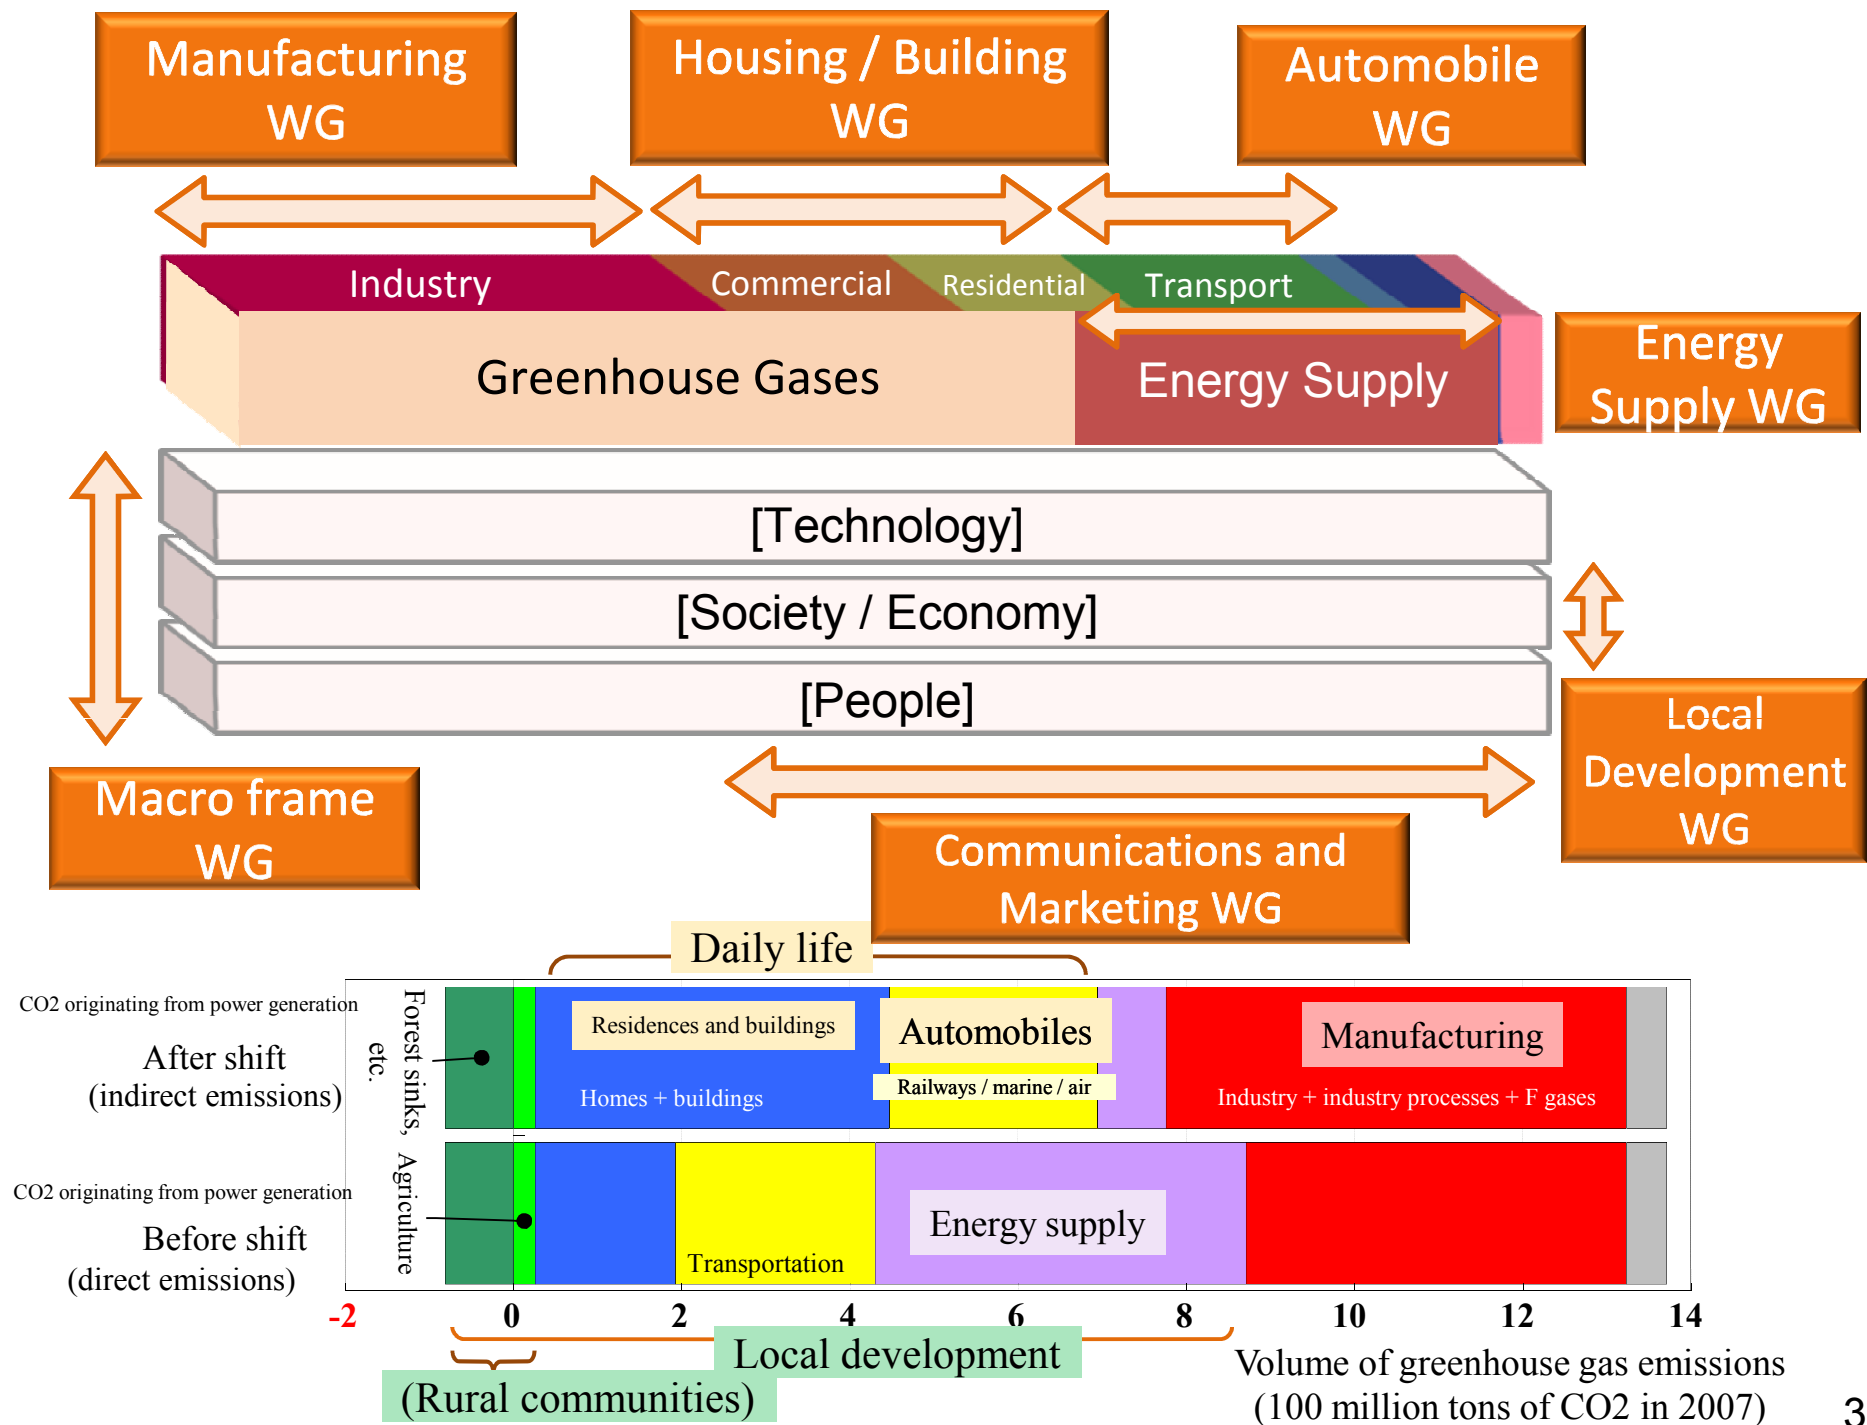 Manufacturing
WG
Housing / Building
WG
Automobile
WG
Industry
Commercial
Residential
Transport
Greenhouse Gases
Energy Supply
Energy
Supply WG
[Technology]
[Society / Economy]
[People]
Local
Development
WG
Macro frame
WG
Communications and
Marketing WG
Daily life
CO2 originating from power generation
After shift
(indirect emissions)
Forest sinks,
etc.
Residences and buildings
Homes + buildings
Automobiles
Railways / marine / air
Manufacturing
Industry + industry processes + F gases
CO2 originating from power generation
Before shift
(direct emissions)
Agriculture
Transportation
Energy supply
-2 0 2 4 6 8 10 12 14
Local development
(Rural communities)
Volume of greenhouse gas emissions
(100 million tons of CO2 in 2007)
3